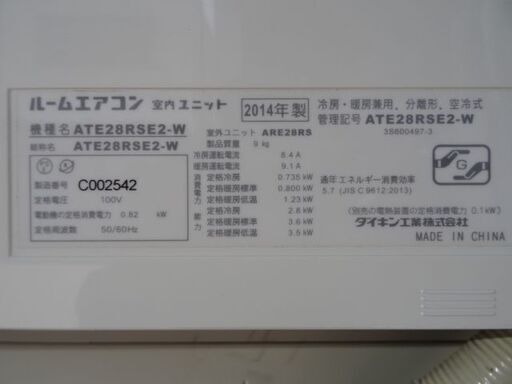 ルームエアコン 室内ユニット 2014年製 冷房・暖房兼用、分離形、空冷式
機種名 ATE28RSE2-W 室外ユニット ARE28RS 管理記号 ATE28RSE2-W
総称名 ATE28RSE2-W 製品質量 9 kg 3S600497-3
冷房運転電流 8.4 A
暖房運転電流 9.1 A
製造番号 C002542 消費電力 定格冷房 0.735 kW 通年エネルギー消費効率
定格電圧 100V 定格暖房標準 0.800 kW 5.7 (JIS C 9612:2013)
定格暖房低温 1.23 kW
電動機の定格消費電力 0.82 kW 能力 定格冷房 2.8 kW (別売の電熱装置の定格消費電力 0.1kW)
定格周波数 50/60Hz 定格暖房標準 3.6 kW ダイキン工業株式会社
定格暖房低温 3.5 kW MADE IN CHINA
G